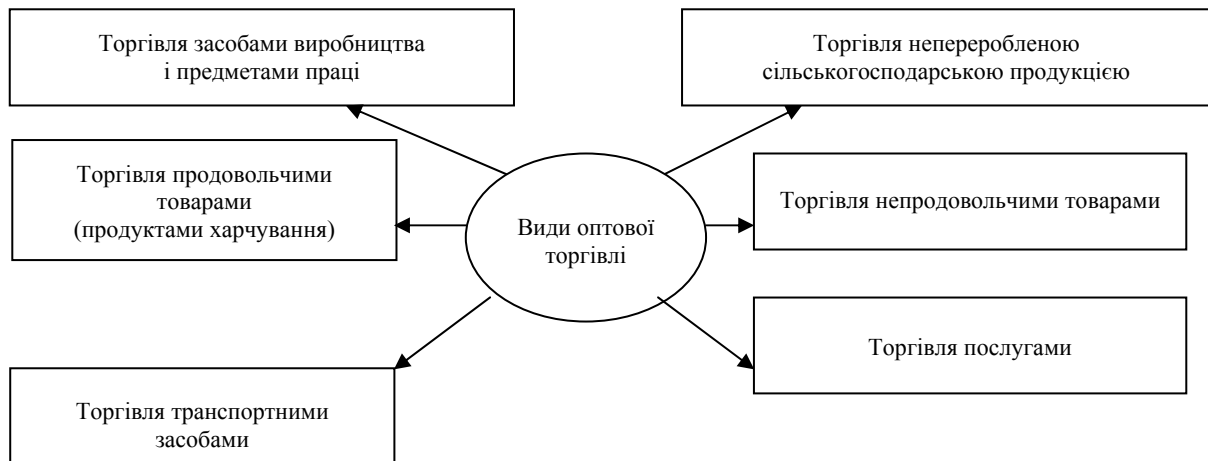 Торгівля засобами виробництва
і предметами праці
Торгівля непереробленою
сільськогосподарською продукцією
Торгівля продовольчими
товарами
(продуктами харчування)
Види оптової
торгівлі
Торгівля непродовольчими товарами
Торгівля послугами
Торгівля транспортними
засобами